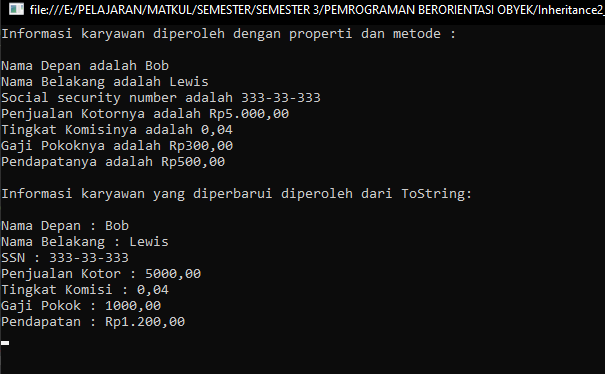 file:///E:/PELAJARAN/MATKUL/SEMESTER/SEMESTER 3/PEMROGRAMAN BERORIENTASI OBYEK/Inheritance2_
Informasi karyawan diperoleh dengan properti dan metode :
Nama Depan adalah Bob
Nama Belakang adalah Lewis
Social security number adalah 333-33-333
Penjualan Kotornya adalah Rp5.000,00
Tingkat Komisinya adalah 0,04
Gaji Pokoknya adalah Rp300,00
Pendapatanya adalah Rp500,00
Informasi karyawan yang diperbarui diperoleh dari ToString:
Nama Depan : Bob
Nama Belakang : Lewis
SSN : 333-33-333
Penjualan Kotor : 5000,00
Tingkat Komisi : 0,04
Gaji Pokok : 1000,00
Pendapatan : Rp1.200,00